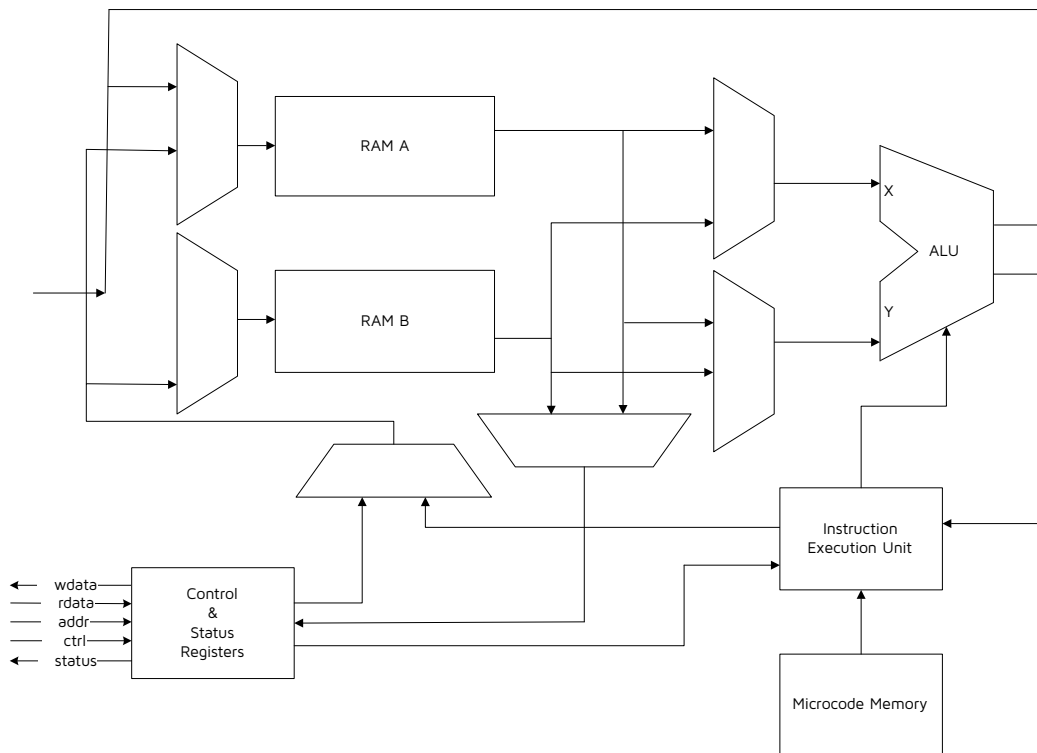 RAM A
X
ALU
RAM B
Y
Instruction
Execution Unit
wdata
rdata
addr
ctrl
status
Control
&
Status
Registers
Microcode Memory